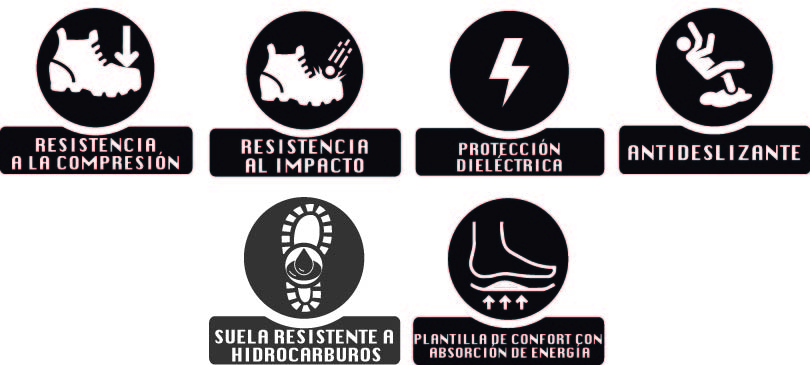 RESISTENCIA
A LA COMPRESIÓN
RESISTENCIA
AL IMPACTO
PROTECCIÓN
DIELÉCTRICA
ANTIDESLIZANTE
SUELA RESISTENTE A
HIDROCARBUROS
PLANTILLA DE CONFORT CON
ABSORCIÓN DE ENERGÍA